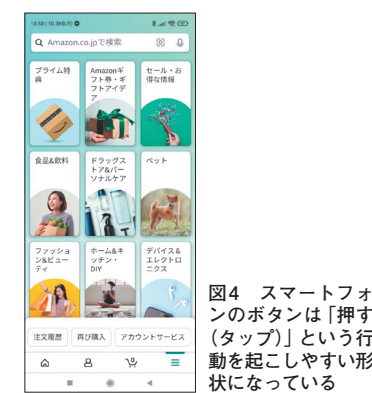 18:58 | 10.9KB/秒
Amazon.co.jpで検索
プライム特
典
Amazonギ
フト券・ギ
フトアイデ
ア
セール・お
得な情報
食品&飲料
ドラッグス
トア&パー
ソナルケア
ペット
ファッショ
ン&ビュー
ティ
ホーム&キ
ッチン・
DIY
デバイス&
エレクトロ
ニクス
注文履歴
再び購入
アカウントサービス
図4 スマートフォ
ンのボタンは「押す
(タップ)」という行
動を起こしやすい形
状になっている